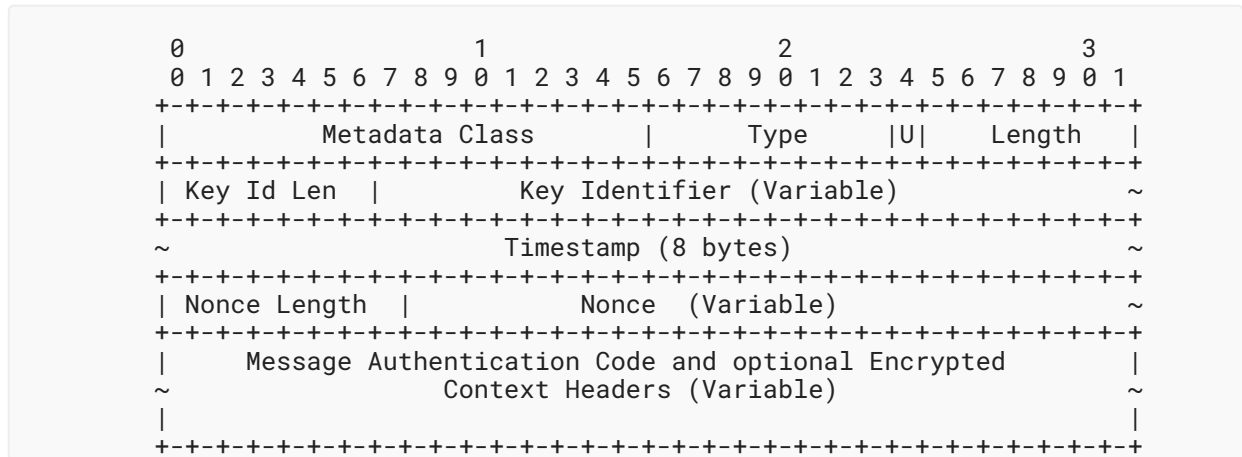 0                   1                   2                   3
 0 1 2 3 4 5 6 7 8 9 0 1 2 3 4 5 6 7 8 9 0 1 2 3 4 5 6 7 8 9 0 1
+-+-+-+-+-+-+-+-+-+-+-+-+-+-+-+-+-+-+-+-+-+-+-+-+-+-+-+-+-+-+-+-+
|          Metadata Class       |      Type     |U|    Length   |
+-+-+-+-+-+-+-+-+-+-+-+-+-+-+-+-+-+-+-+-+-+-+-+-+-+-+-+-+-+-+-+-+
| Key Id Len  |         Key Identifier (Variable)               ~
+-+-+-+-+-+-+-+-+-+-+-+-+-+-+-+-+-+-+-+-+-+-+-+-+-+-+-+-+-+-+-+-+
~                      Timestamp (8 bytes)                      ~
+-+-+-+-+-+-+-+-+-+-+-+-+-+-+-+-+-+-+-+-+-+-+-+-+-+-+-+-+-+-+-+-+
| Nonce Length  |           Nonce  (Variable)                   ~
+-+-+-+-+-+-+-+-+-+-+-+-+-+-+-+-+-+-+-+-+-+-+-+-+-+-+-+-+-+-+-+-+
|     Message Authentication Code and optional Encrypted        |
~                  Context Headers (Variable)                   ~
|                                                               |
+-+-+-+-+-+-+-+-+-+-+-+-+-+-+-+-+-+-+-+-+-+-+-+-+-+-+-+-+-+-+-+-+